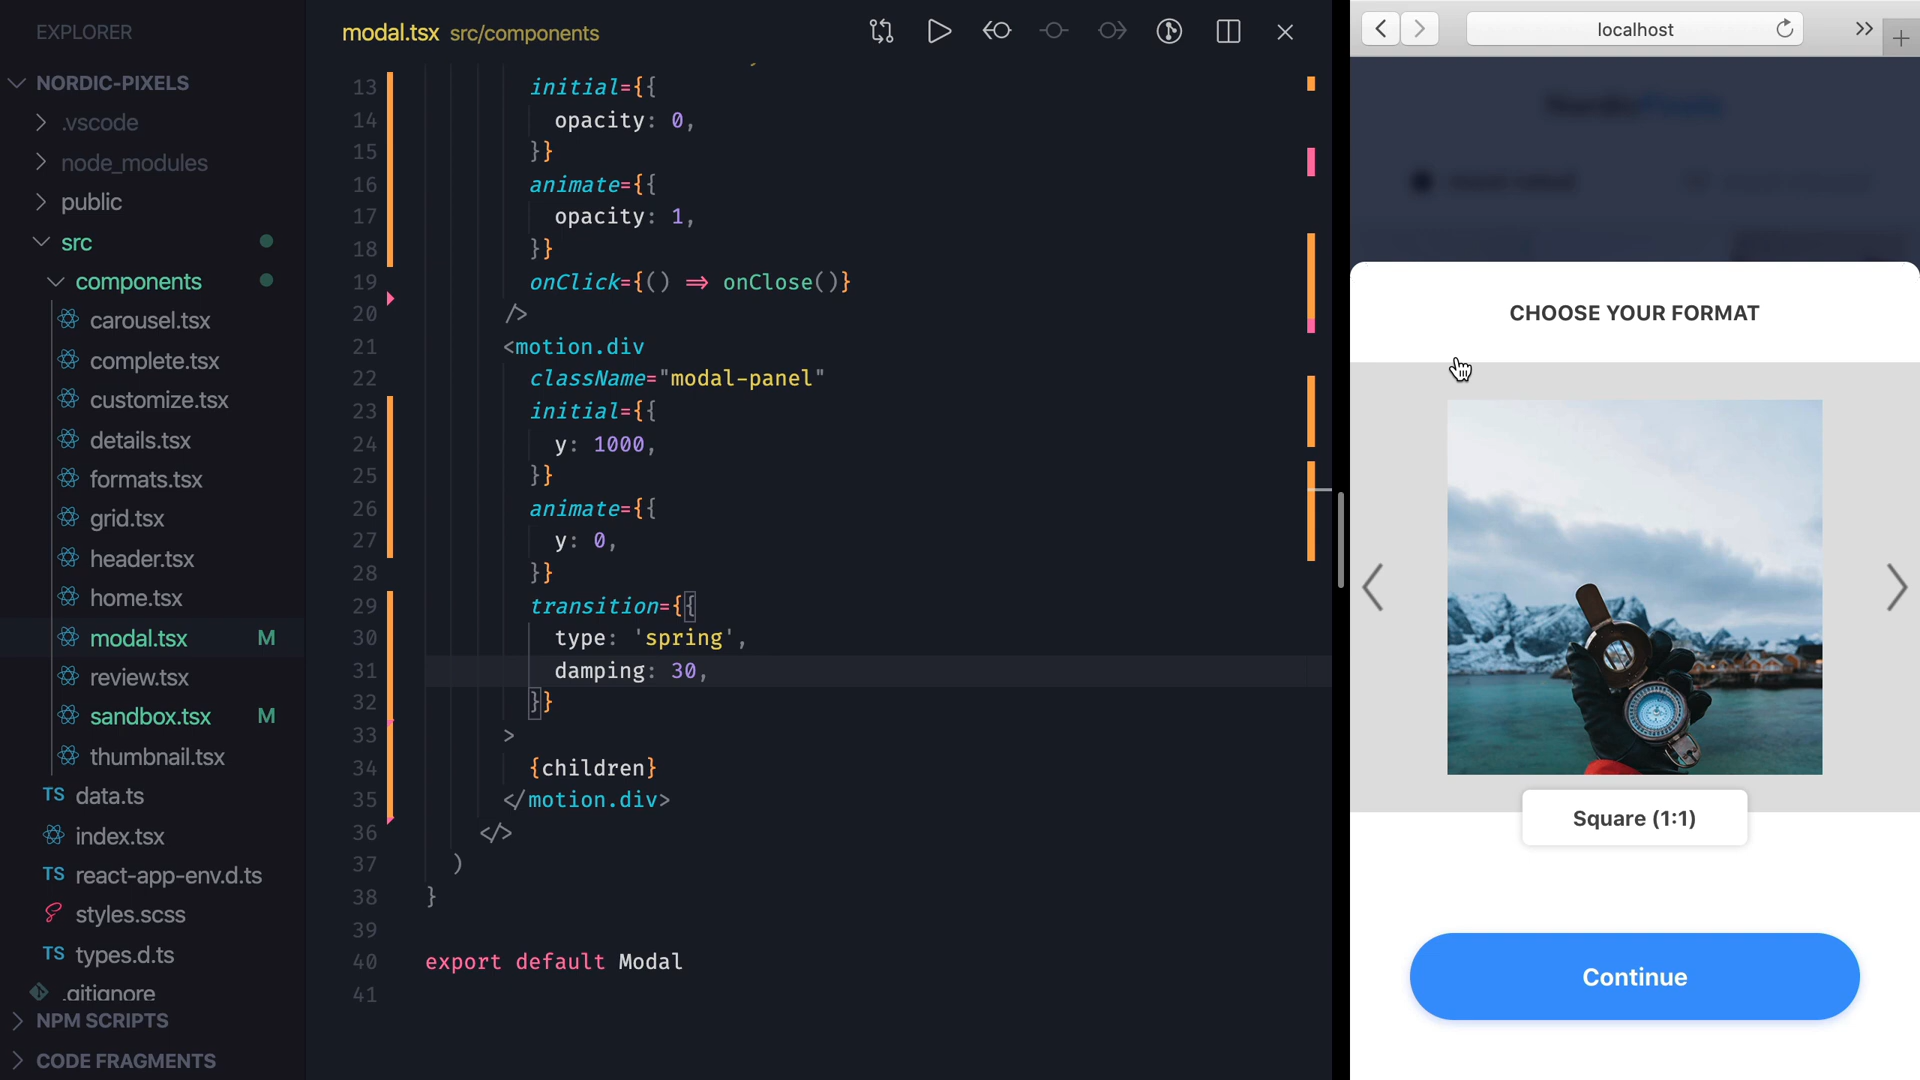 EXPLORER
NORDIC-PIXELS
.vscode
node_modules
public
src
components
carousel.tsx
complete.tsx
customize.tsx
details.tsx
formats.tsx
grid.tsx
header.tsx
home.tsx
modal.tsx M
review.tsx
sandbox.tsx M
thumbnail.tsx
TS data.ts
index.tsx
TS react-app-env.d.ts
styles.scss
TS types.d.ts
.gitignore
NPM SCRIPTS
CODE FRAGMENTS
modal.tsx src/components
13 initial={{
14 opacity: 0,
15 }}
16 animate={{
17 opacity: 1,
18 }}
19 onClick={() => onClose()}
20 />
21 <motion.div
22 className="modal-panel"
23 initial={{
24 y: 1000,
25 }}
26 animate={{
27 y: 0,
28 }}
29 transition={{
30 type: 'spring',
31 damping: 30,
32 }}
33 >
34 {children}
35 </motion.div>
36 </>
37 )
38 }
39
40 export default Modal
41
localhost
CHOOSE YOUR FORMAT
Square (1:1)
Continue